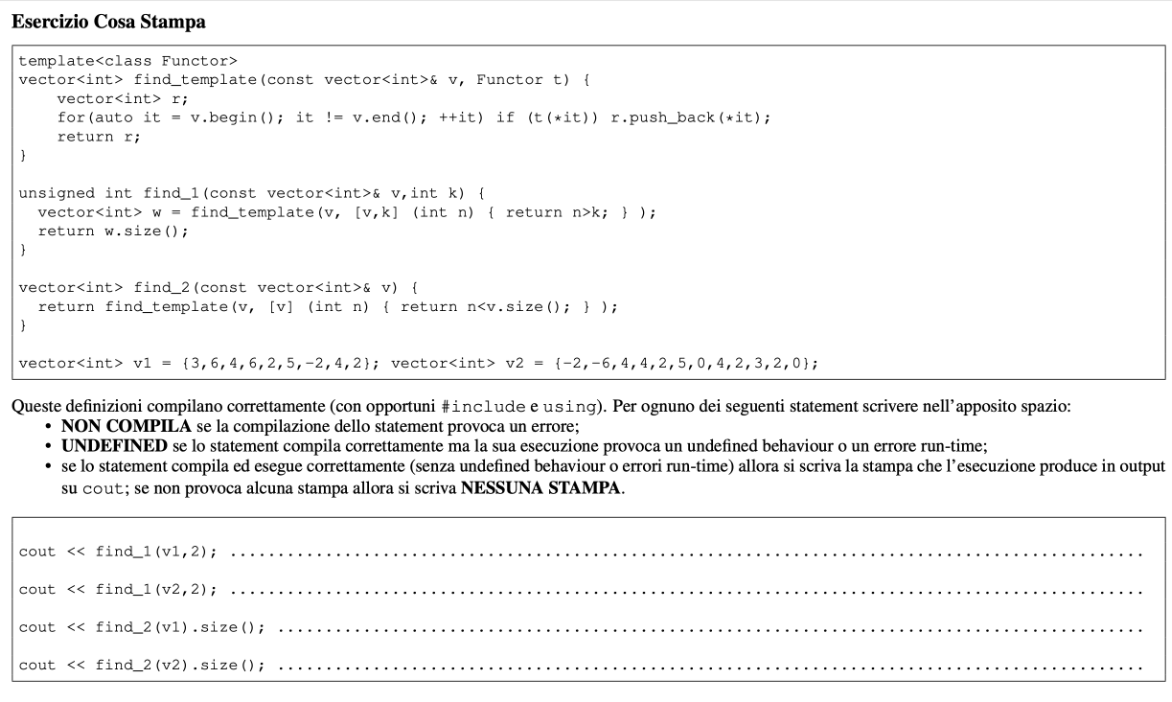 Esercizio Cosa Stampa
template<class Functor>
vector<int> find_template(const vector<int>& v, Functor t) {
    vector<int> r;
    for(auto it = v.begin(); it != v.end(); ++it) if (t(*it)) r.push_back(*it);
    return r;
}
unsigned int find_1(const vector<int>& v,int k) {
  vector<int> w = find_template(v, [v,k] (int n) { return n>k; } );
  return w.size();
}
vector<int> find_2(const vector<int>& v) {
  return find_template(v, [v] (int n) { return n<v.size(); } );
}
vector<int> v1 = {3,6,4,6,2,5,-2,4,2}; vector<int> v2 = {-2,-6,4,4,2,5,0,4,2,3,2,0};
Queste definizioni compilano correttamente (con opportuni #include e using). Per ognuno dei seguenti statement scrivere nell'apposito spazio:
• NON COMPILA se la compilazione dello statement provoca un errore;
• UNDEFINED se lo statement compila correttamente ma la sua esecuzione provoca un undefined behaviour o un errore run-time;
• se lo statement compila ed esegue correttamente (senza undefined behaviour o errori run-time) allora si scriva la stampa che l'esecuzione produce in output
su cout; se non provoca alcuna stampa allora si scriva NESSUNA STAMPA.
cout << find_1(v1,2); ................................................................................................
cout << find_1(v2,2); ................................................................................................
cout << find_2(v1).size(); ...........................................................................................
cout << find_2(v2).size(); ...........................................................................................